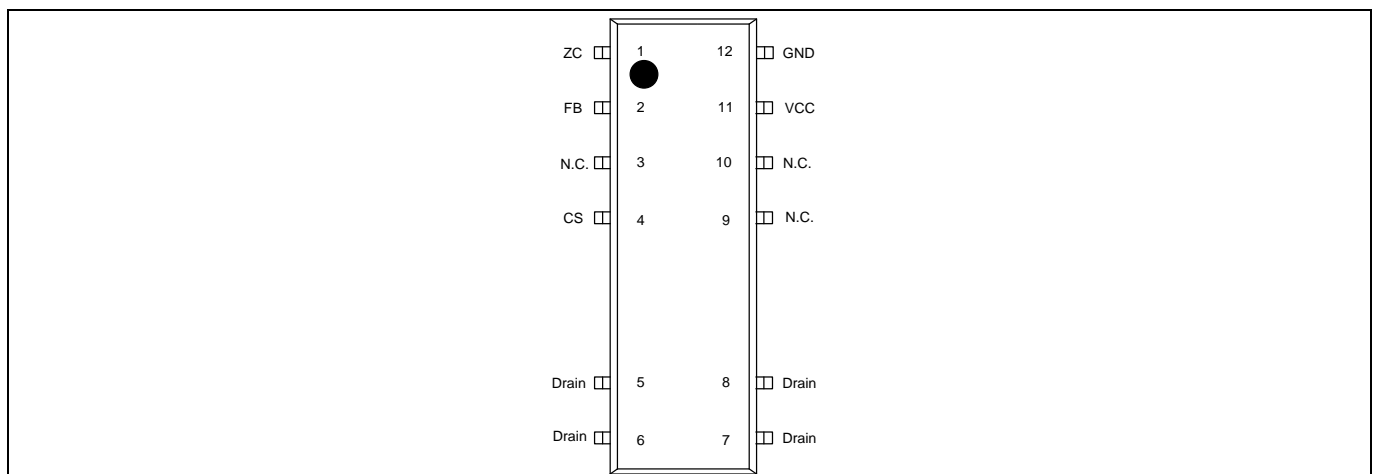 ZC 1 12 GND
FB 2 11 VCC
N.C. 3 10 N.C.
CS 4 9 N.C.
Drain 5 8 Drain
Drain 6 7 Drain